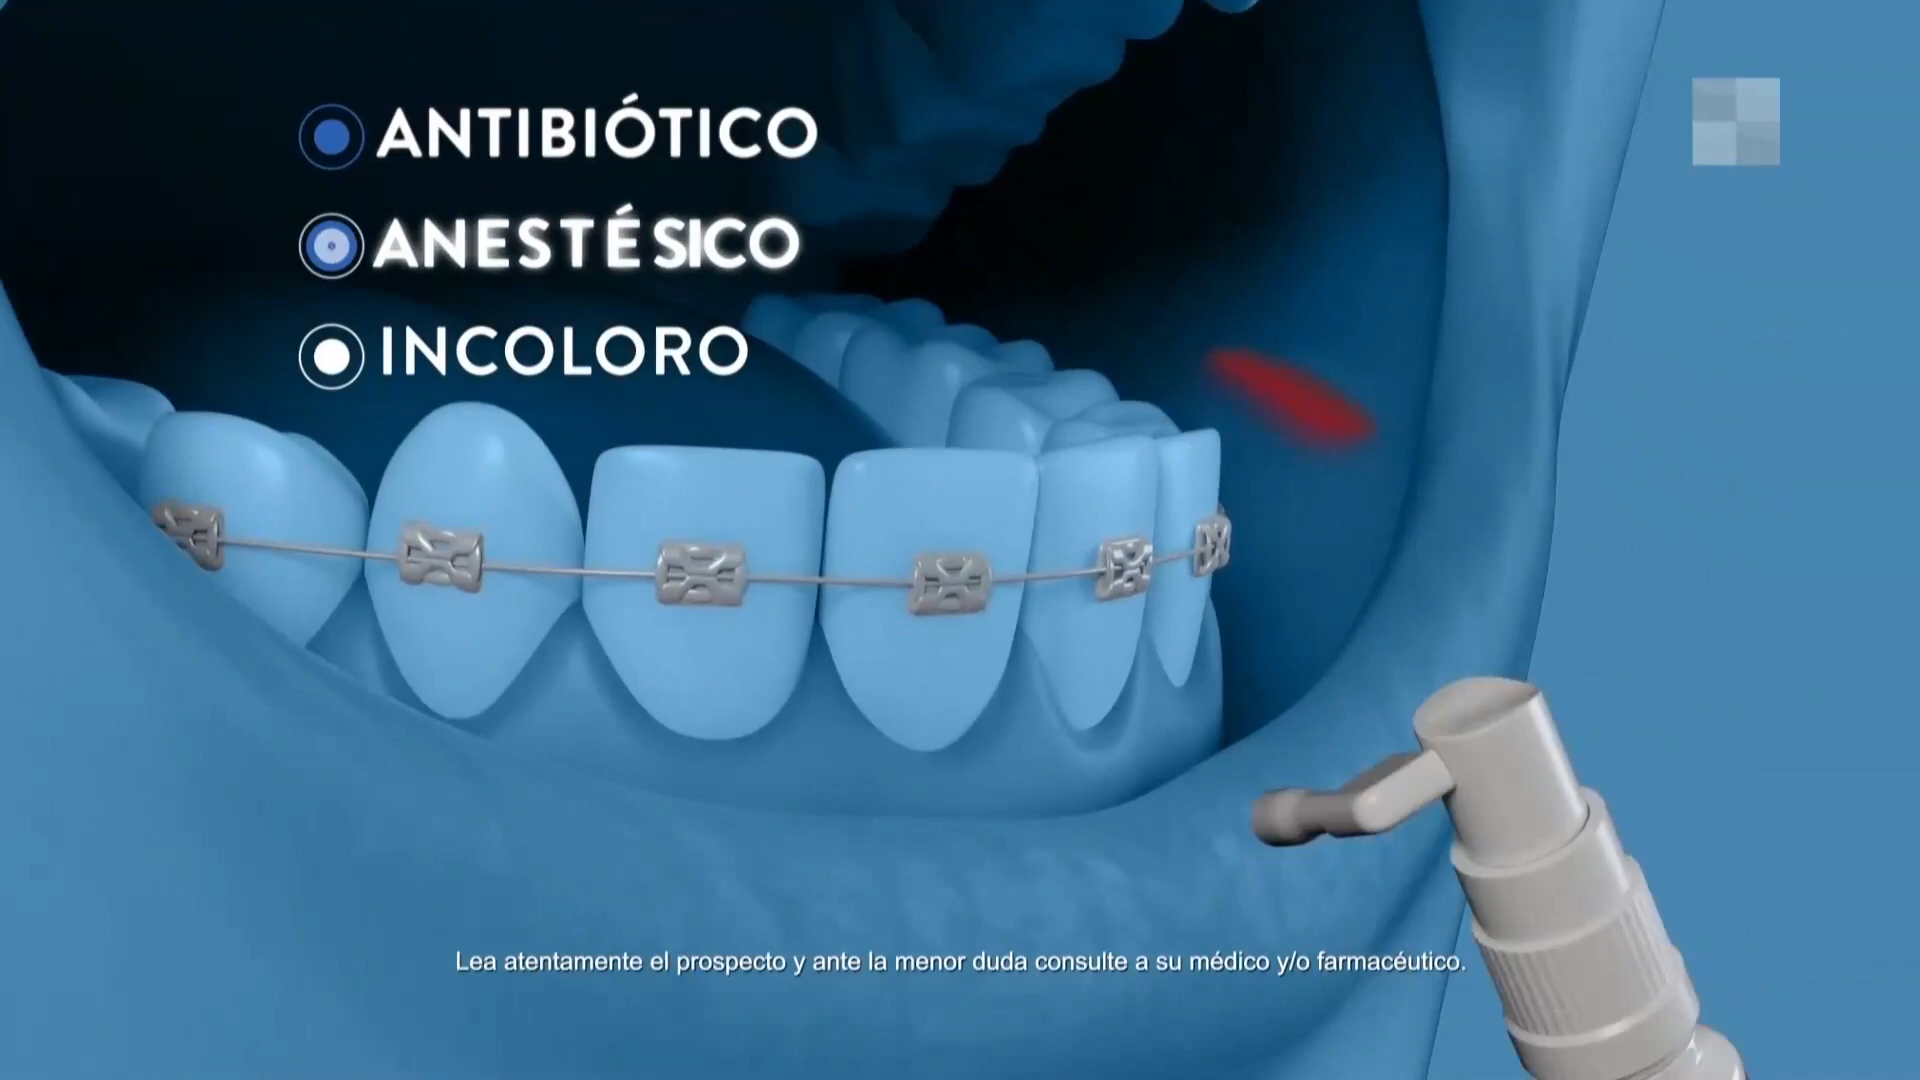 ANTIBIÓTICO
ANESTÉSICO
INCOLORO
Lea atentamente el prospecto y ante la menor duda consulte a su médico y/o farmacéutico.